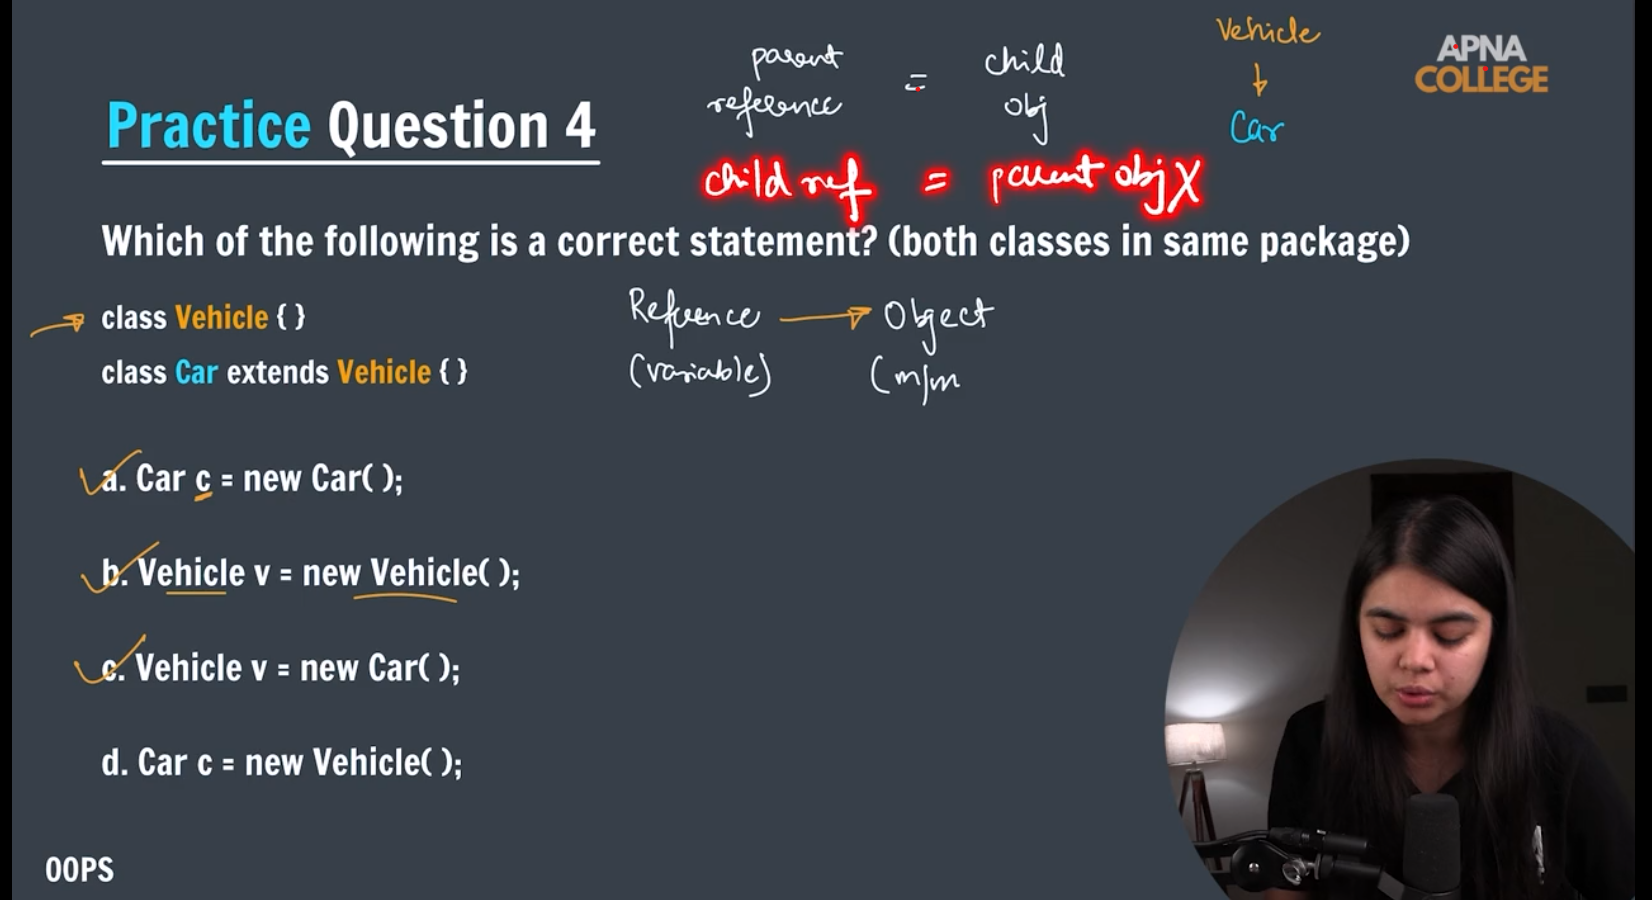 Vehicle
APNA
COLLEGE
parent = child
reference obj
Car
Practice Question 4
child ref = parent obj X
Which of the following is a correct statement? (both classes in same package)
class Vehicle { }
Reference → Object
class Car extends Vehicle { }
(variable) (m/m
a. Car c = new Car( );
b. Vehicle v = new Vehicle( );
c. Vehicle v = new Car( );
d. Car c = new Vehicle( );
OOPS